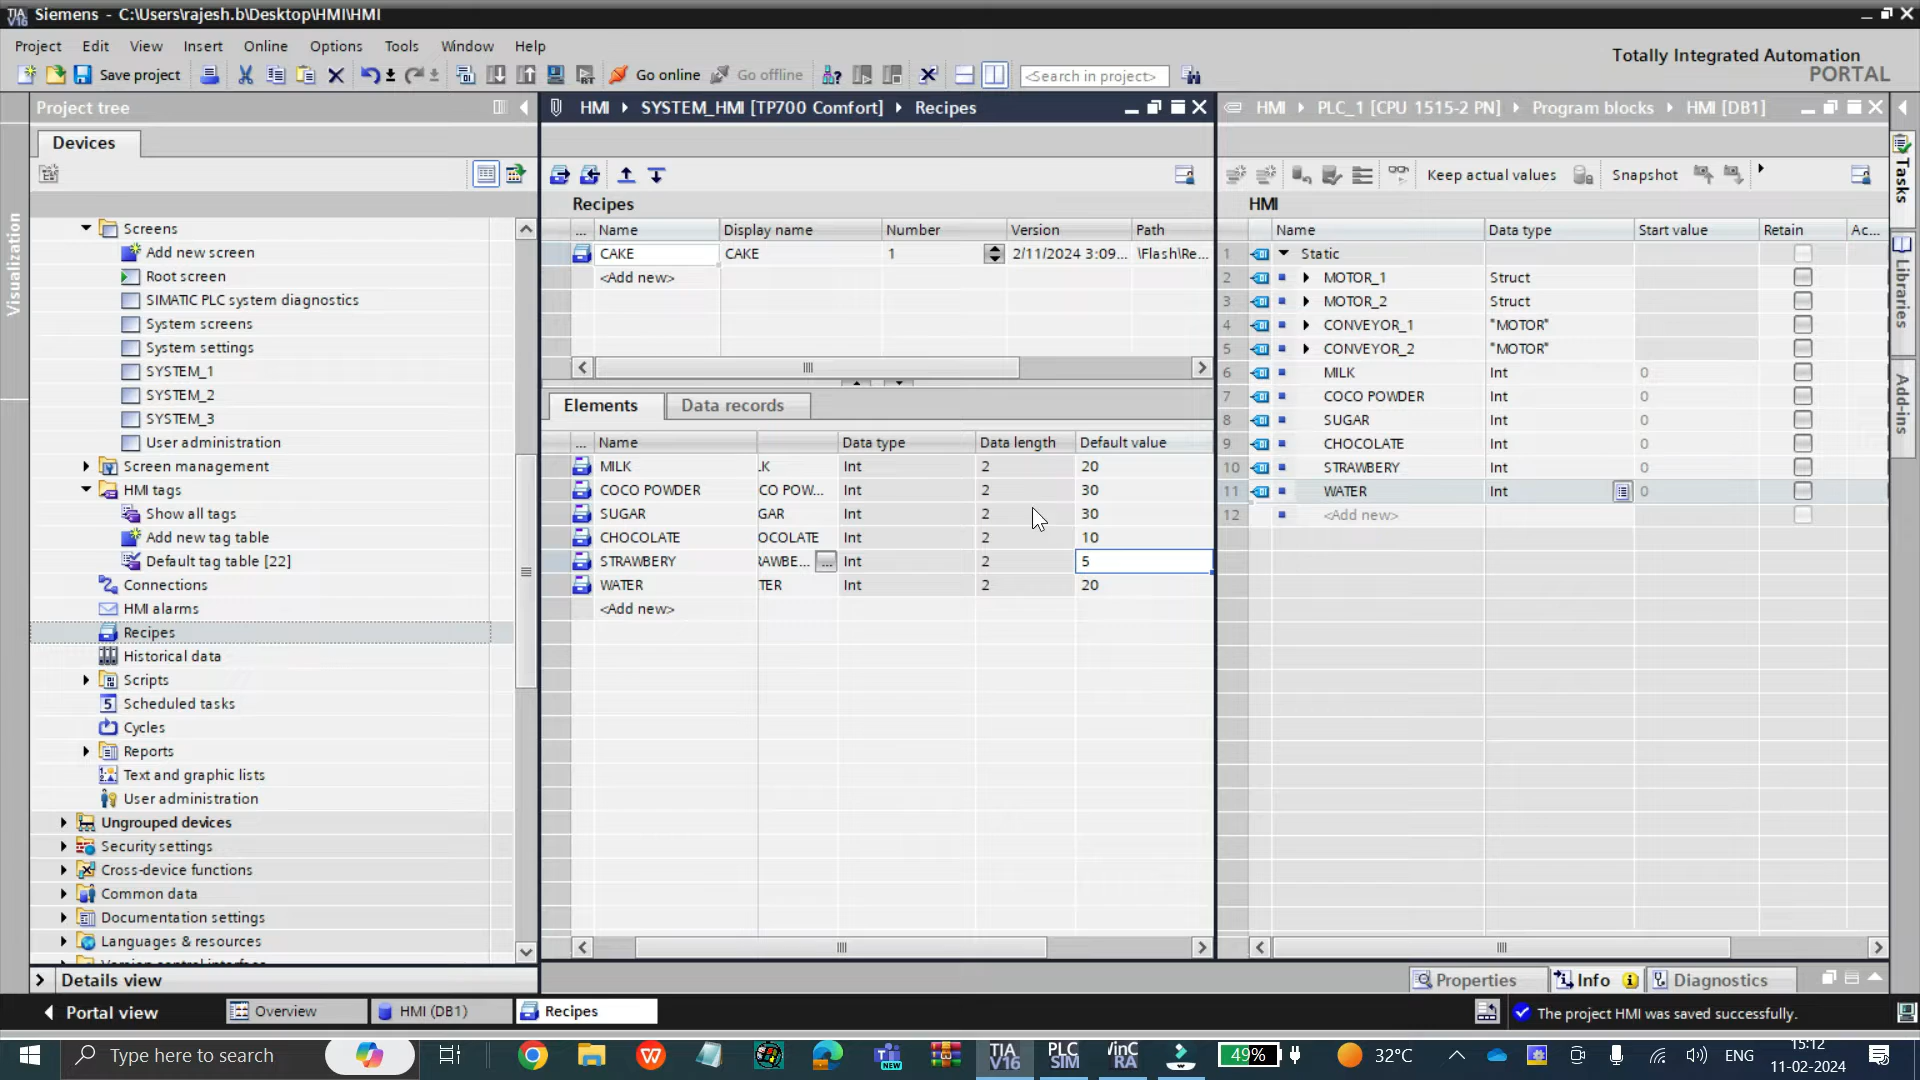 Siemens - C:\Users\rajesh.b\Desktop\HMI\HMI
Project Edit View Insert Online Options Tools Window Help
Totally Integrated Automation
PORTAL
Save project
Go online
Go offline
<Search in project>
Project tree
Devices
Visualization
Screens
Add new screen
Root screen
SIMATIC PLC system diagnostics
System screens
System settings
SYSTEM_1
SYSTEM_2
SYSTEM_3
User administration
Screen management
HMI tags
Show all tags
Add new tag table
Default tag table [22]
Connections
HMI alarms
Recipes
Historical data
Scripts
Scheduled tasks
Cycles
Reports
Text and graphic lists
User administration
Ungrouped devices
Security settings
Cross-device functions
Common data
Documentation settings
Languages & resources
Details view
HMI SYSTEM_HMI [TP700 Comfort] Recipes
Recipes
... Name Display name Number Version Path
CAKE CAKE 1 2/11/2024 3:09... \Flash\Re...
<Add new>
Elements Data records
... Name Data type Data length Default value
MILK .K Int 2 20
COCO POWDER CO POW... Int 2 30
SUGAR GAR Int 2 30
CHOCOLATE OCOLATE Int 2 10
STRAWBERY RAWBE... ... Int 2 5
WATER TER Int 2 20
<Add new>
HMI PLC_1 [CPU 1515-2 PN] Program blocks HMI [DB1]
Keep actual values Snapshot
HMI
Name Data type Start value Retain Ac...
1 Static
2 MOTOR_1 Struct
3 MOTOR_2 Struct
4 CONVEYOR_1 "MOTOR"
5 CONVEYOR_2 "MOTOR"
6 MILK Int 0
7 COCO POWDER Int 0
8 SUGAR Int 0
9 CHOCOLATE Int 0
10 STRAWBERY Int 0
11 WATER Int 0
12 <Add new>
Tasks
Libraries
Add-ins
Properties Info Diagnostics
Portal view Overview HMI (DB1) Recipes
The project HMI was saved successfully.
Type here to search
TIA V16
PLC SIM
49%
32°C
ENG
15:12
11-02-2024